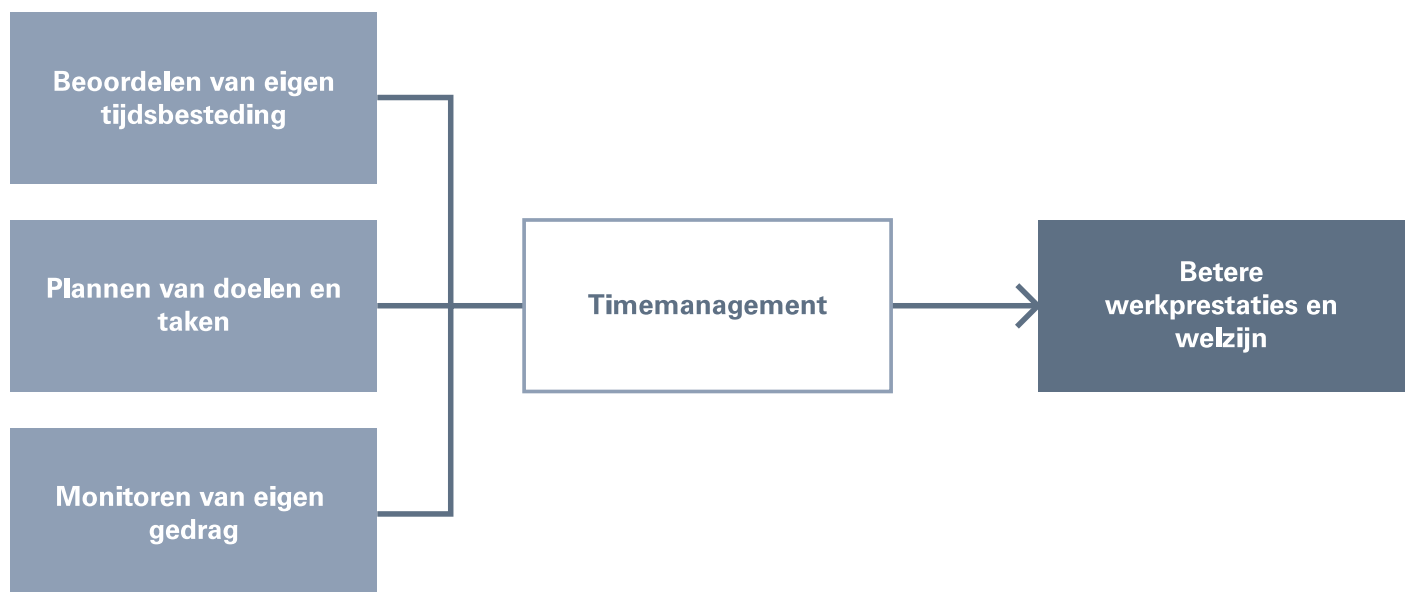 Beoordelen van eigen
tijdsbesteding
Plannen van doelen en
taken
Monitoren van eigen
gedrag
Timemanagement
Betere
werkprestaties en
welzijn